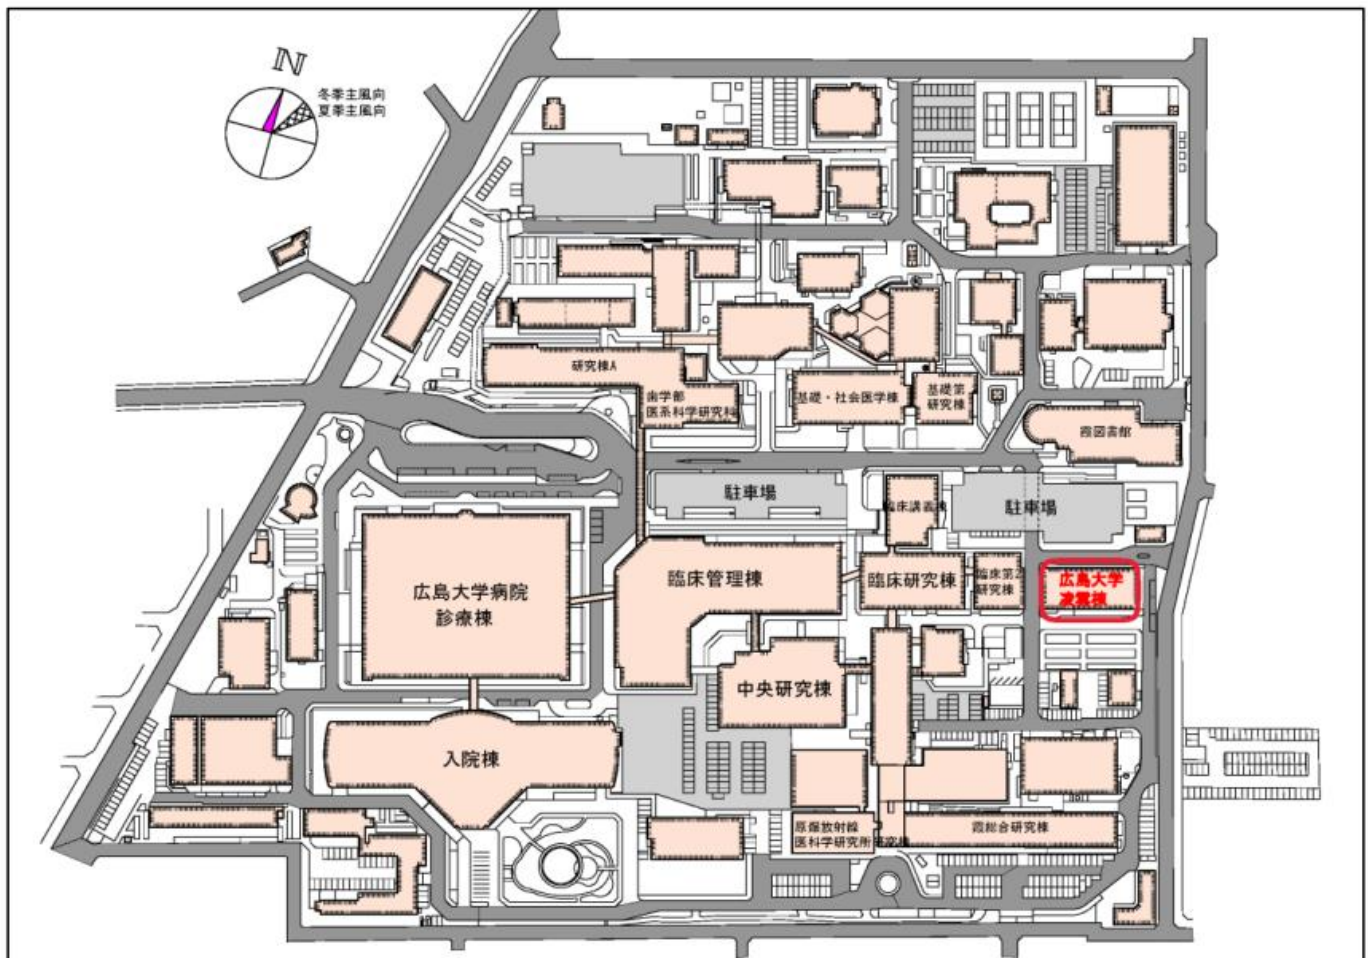 N
冬季主風向
夏季主風向
研究棟A
歯学部
医系科学研究科
基礎・社会医学棟
基礎第
研究棟
霞図書館
駐車場
臨床講義棟
駐車場
広島大学病院
診療棟
臨床管理棟
臨床研究棟
臨床第2
研究棟
広島大学
凌雲棟
中央研究棟
入院棟
原爆放射線
医科学研究所研究棟
霞総合研究棟